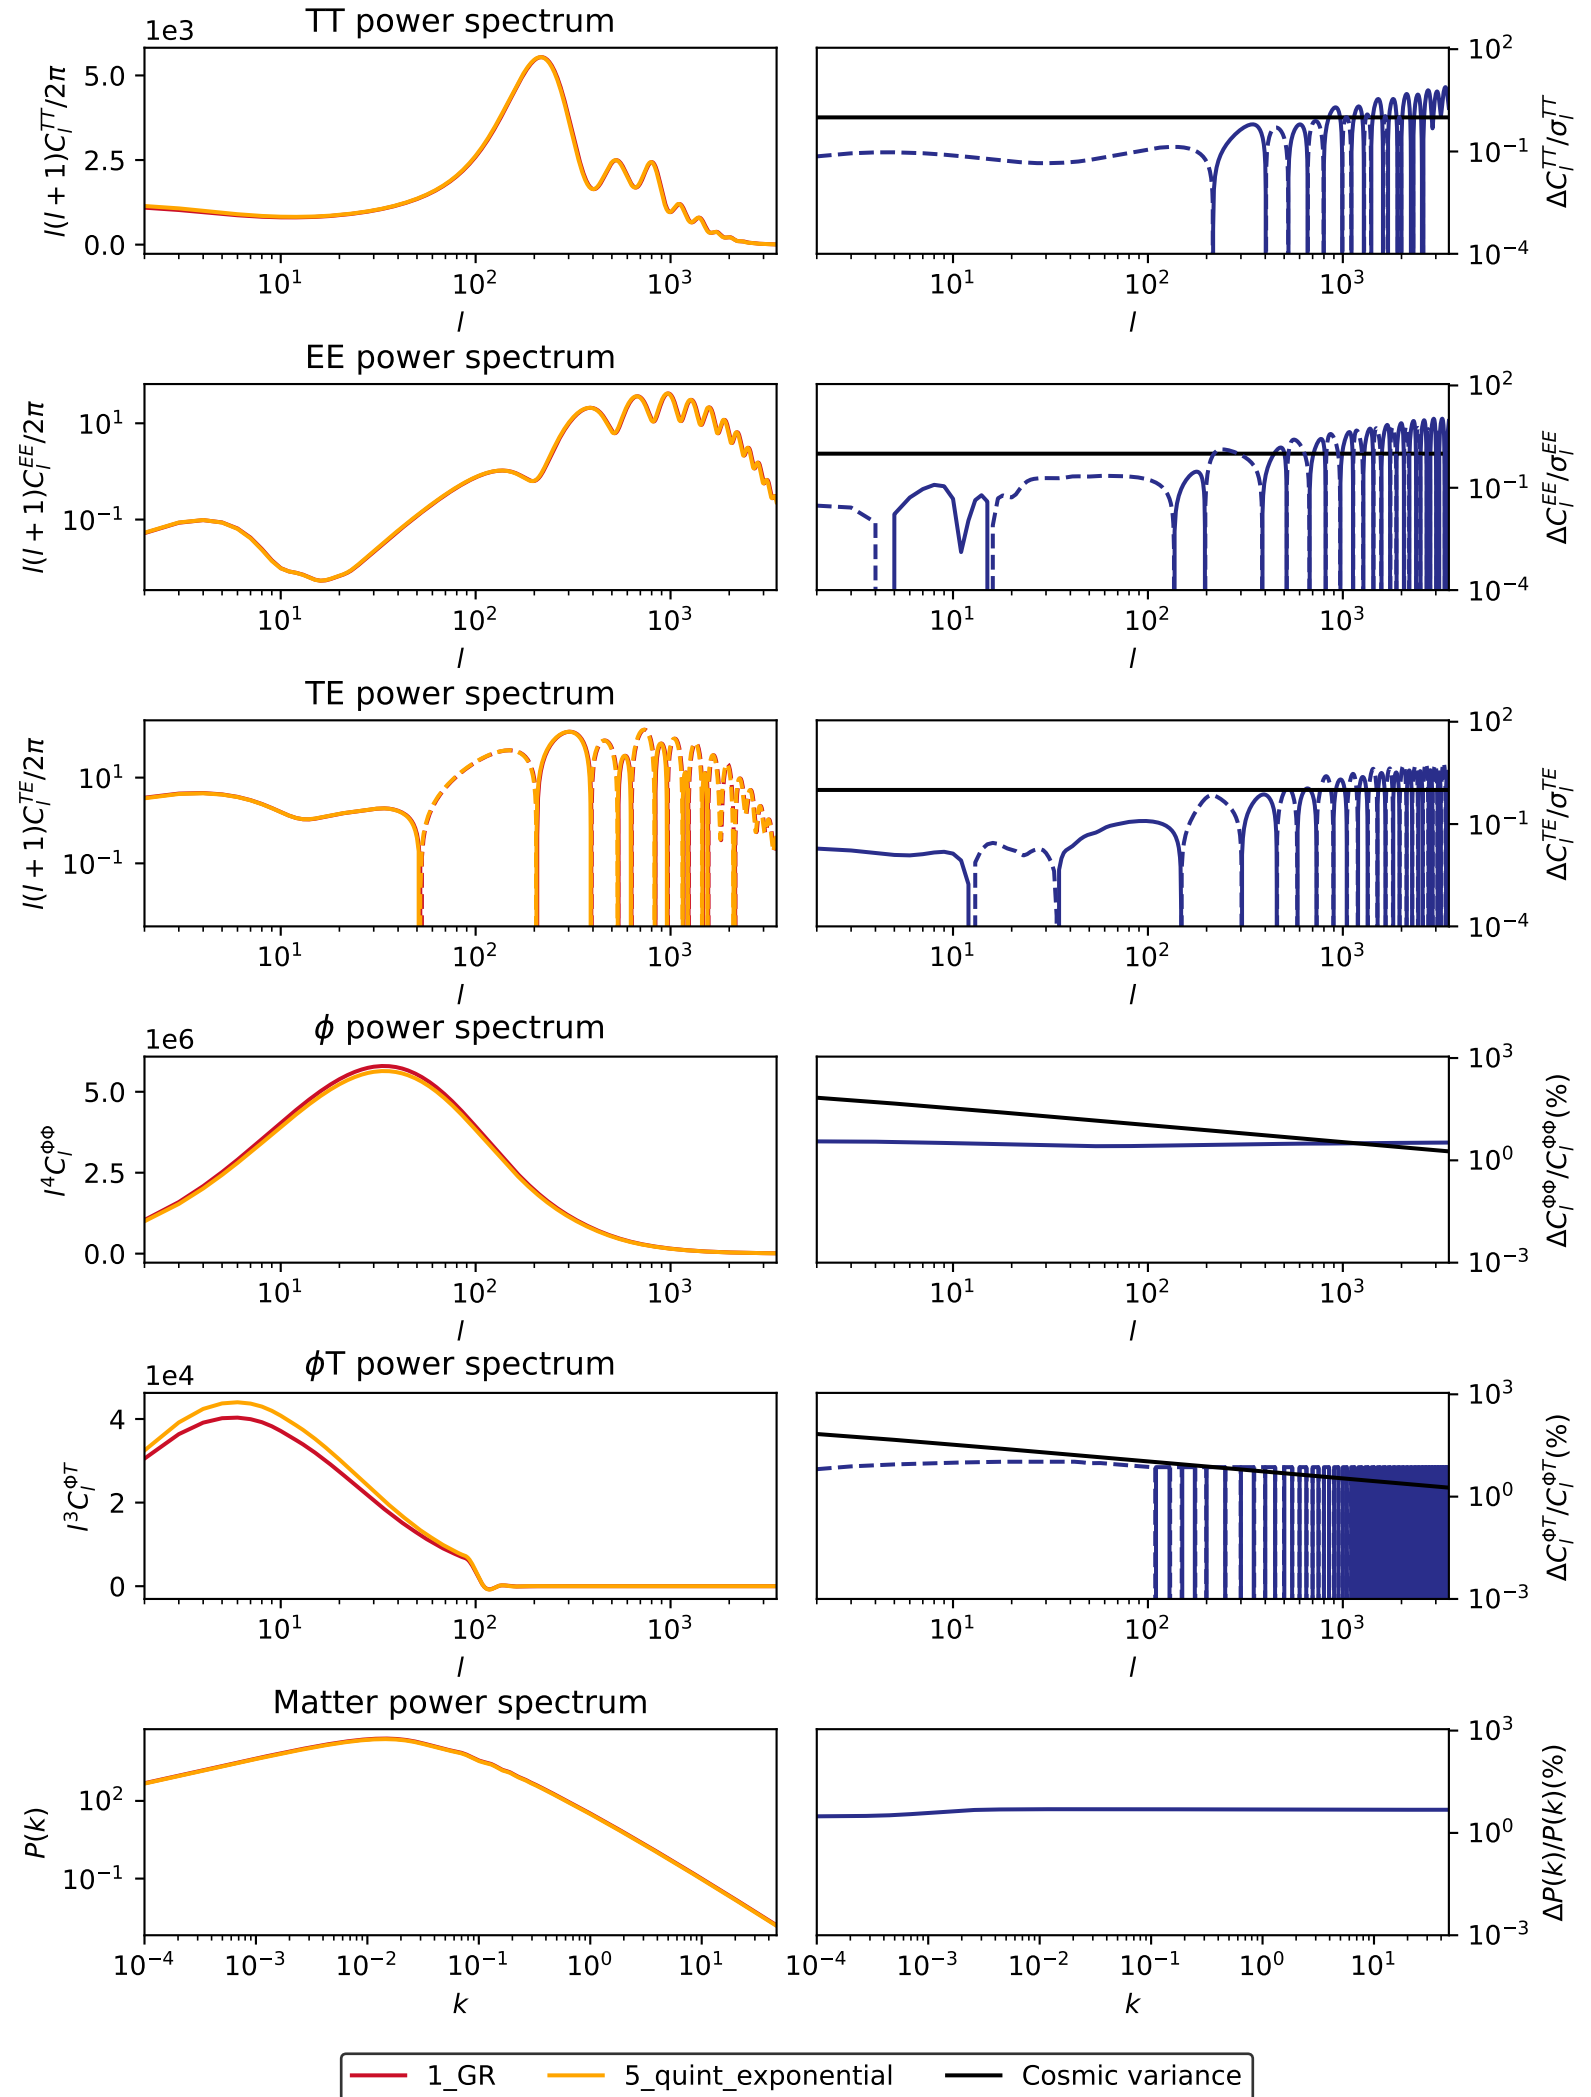 TT power spectrum
1e3
l(l + 1)C_l^{TT}/2π
5.0
2.5
0.0
10^1 10^2 10^3
l
10^2
10^{-1}
10^{-4}
ΔC_l^{TT}/σ_l^{TT}
10^1 10^2 10^3
l
EE power spectrum
l(l + 1)C_l^{EE}/2π
10^1
10^{-1}
10^1 10^2 10^3
l
10^2
10^{-1}
10^{-4}
ΔC_l^{EE}/σ_l^{EE}
10^1 10^2 10^3
l
TE power spectrum
l(l + 1)C_l^{TE}/2π
10^1
10^{-1}
10^1 10^2 10^3
l
10^2
10^{-1}
10^{-4}
ΔC_l^{TE}/σ_l^{TE}
10^1 10^2 10^3
l
ϕ power spectrum
1e6
l^4C_l^{ΦΦ}
5.0
2.5
0.0
10^1 10^2 10^3
l
10^3
10^0
10^{-3}
ΔC_l^{ΦΦ}/C_l^{ΦΦ}(%)
10^1 10^2 10^3
l
ϕT power spectrum
1e4
l^3C_l^{ΦT}
4
2
0
10^1 10^2 10^3
l
10^3
10^0
10^{-3}
ΔC_l^{ΦT}/C_l^{ΦT}(%)
10^1 10^2 10^3
l
Matter power spectrum
P(k)
10^2
10^{-1}
10^{-4} 10^{-3} 10^{-2} 10^{-1} 10^0 10^1
k
10^3
10^0
10^{-3}
ΔP(k)/P(k)(%)
10^{-4} 10^{-3} 10^{-2} 10^{-1} 10^0 10^1
k
1_GR 5_quint_exponential Cosmic variance